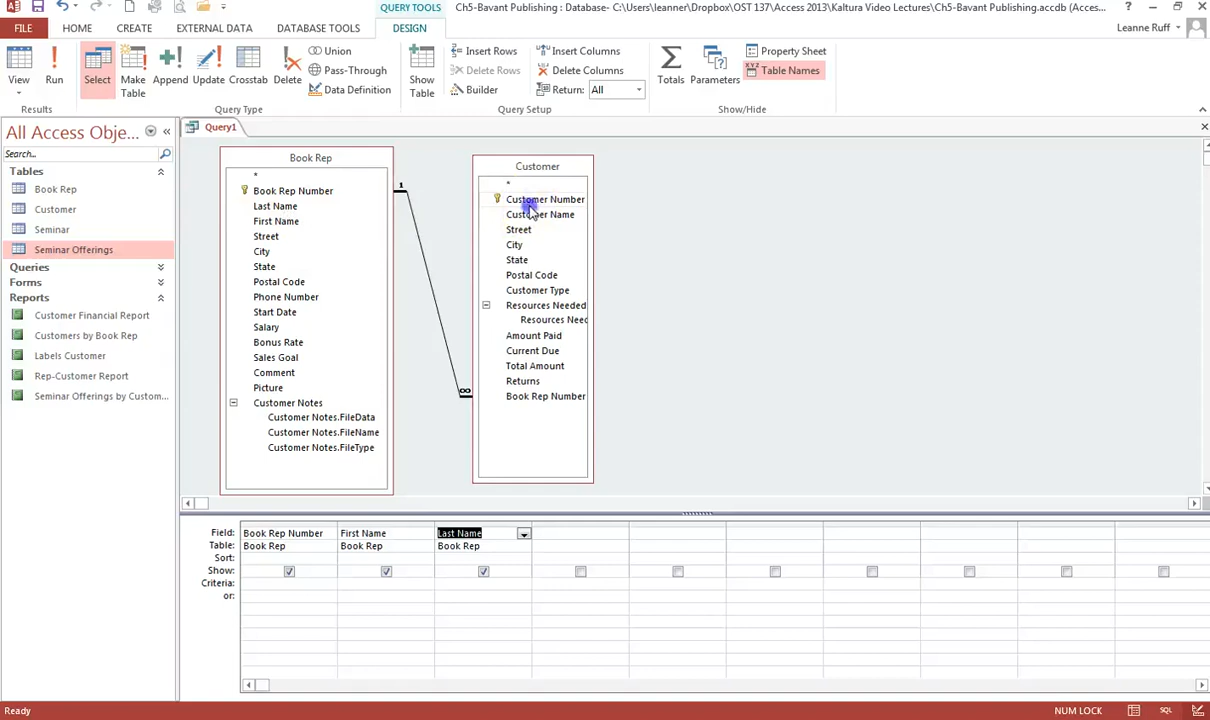 QUERY TOOLS
Ch5-Bavant Publishing : Database- C:\Users\leanner\Dropbox\OST 137\Access 2013\Kaltura Video Lectures\Ch5-Bavant Publishing.accdb (Acces...
FILE HOME CREATE EXTERNAL DATA DATABASE TOOLS DESIGN
Leanne Ruff
View Run Select Make Table Append Update Crosstab Delete
Union
Pass-Through
Data Definition
Show Table
Insert Rows
Delete Rows
Builder
Insert Columns
Delete Columns
Return: All
Totals Parameters
Property Sheet
XYZ Table Names
Results Query Type Query Setup Show/Hide
All Access Obje...
Search...
Tables
Book Rep
Customer
Seminar
Seminar Offerings
Queries
Forms
Reports
Customer Financial Report
Customers by Book Rep
Labels Customer
Rep-Customer Report
Seminar Offerings by Custom...
Query1
Book Rep
*
Book Rep Number
Last Name
First Name
Street
City
State
Postal Code
Phone Number
Start Date
Salary
Bonus Rate
Sales Goal
Comment
Picture
Customer Notes
Customer Notes.FileData
Customer Notes.FileName
Customer Notes.FileType
1
∞
Customer
*
Customer Number
Customer Name
Street
City
State
Postal Code
Customer Type
Resources Needed
Resources Need
Amount Paid
Current Due
Total Amount
Returns
Book Rep Number
Field: Book Rep Number First Name Last Name
Table: Book Rep Book Rep Book Rep
Sort:
Show:
Criteria:
or:
Ready
NUM LOCK
SQL